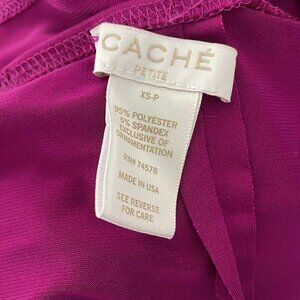 CACHÉ
PETITE
XS-P
95% POLYESTER
5% SPANDEX
EXCLUSIVE OF
ORNAMENTATION
RN# 74578
MADE IN USA
SEE REVERSE
FOR CARE